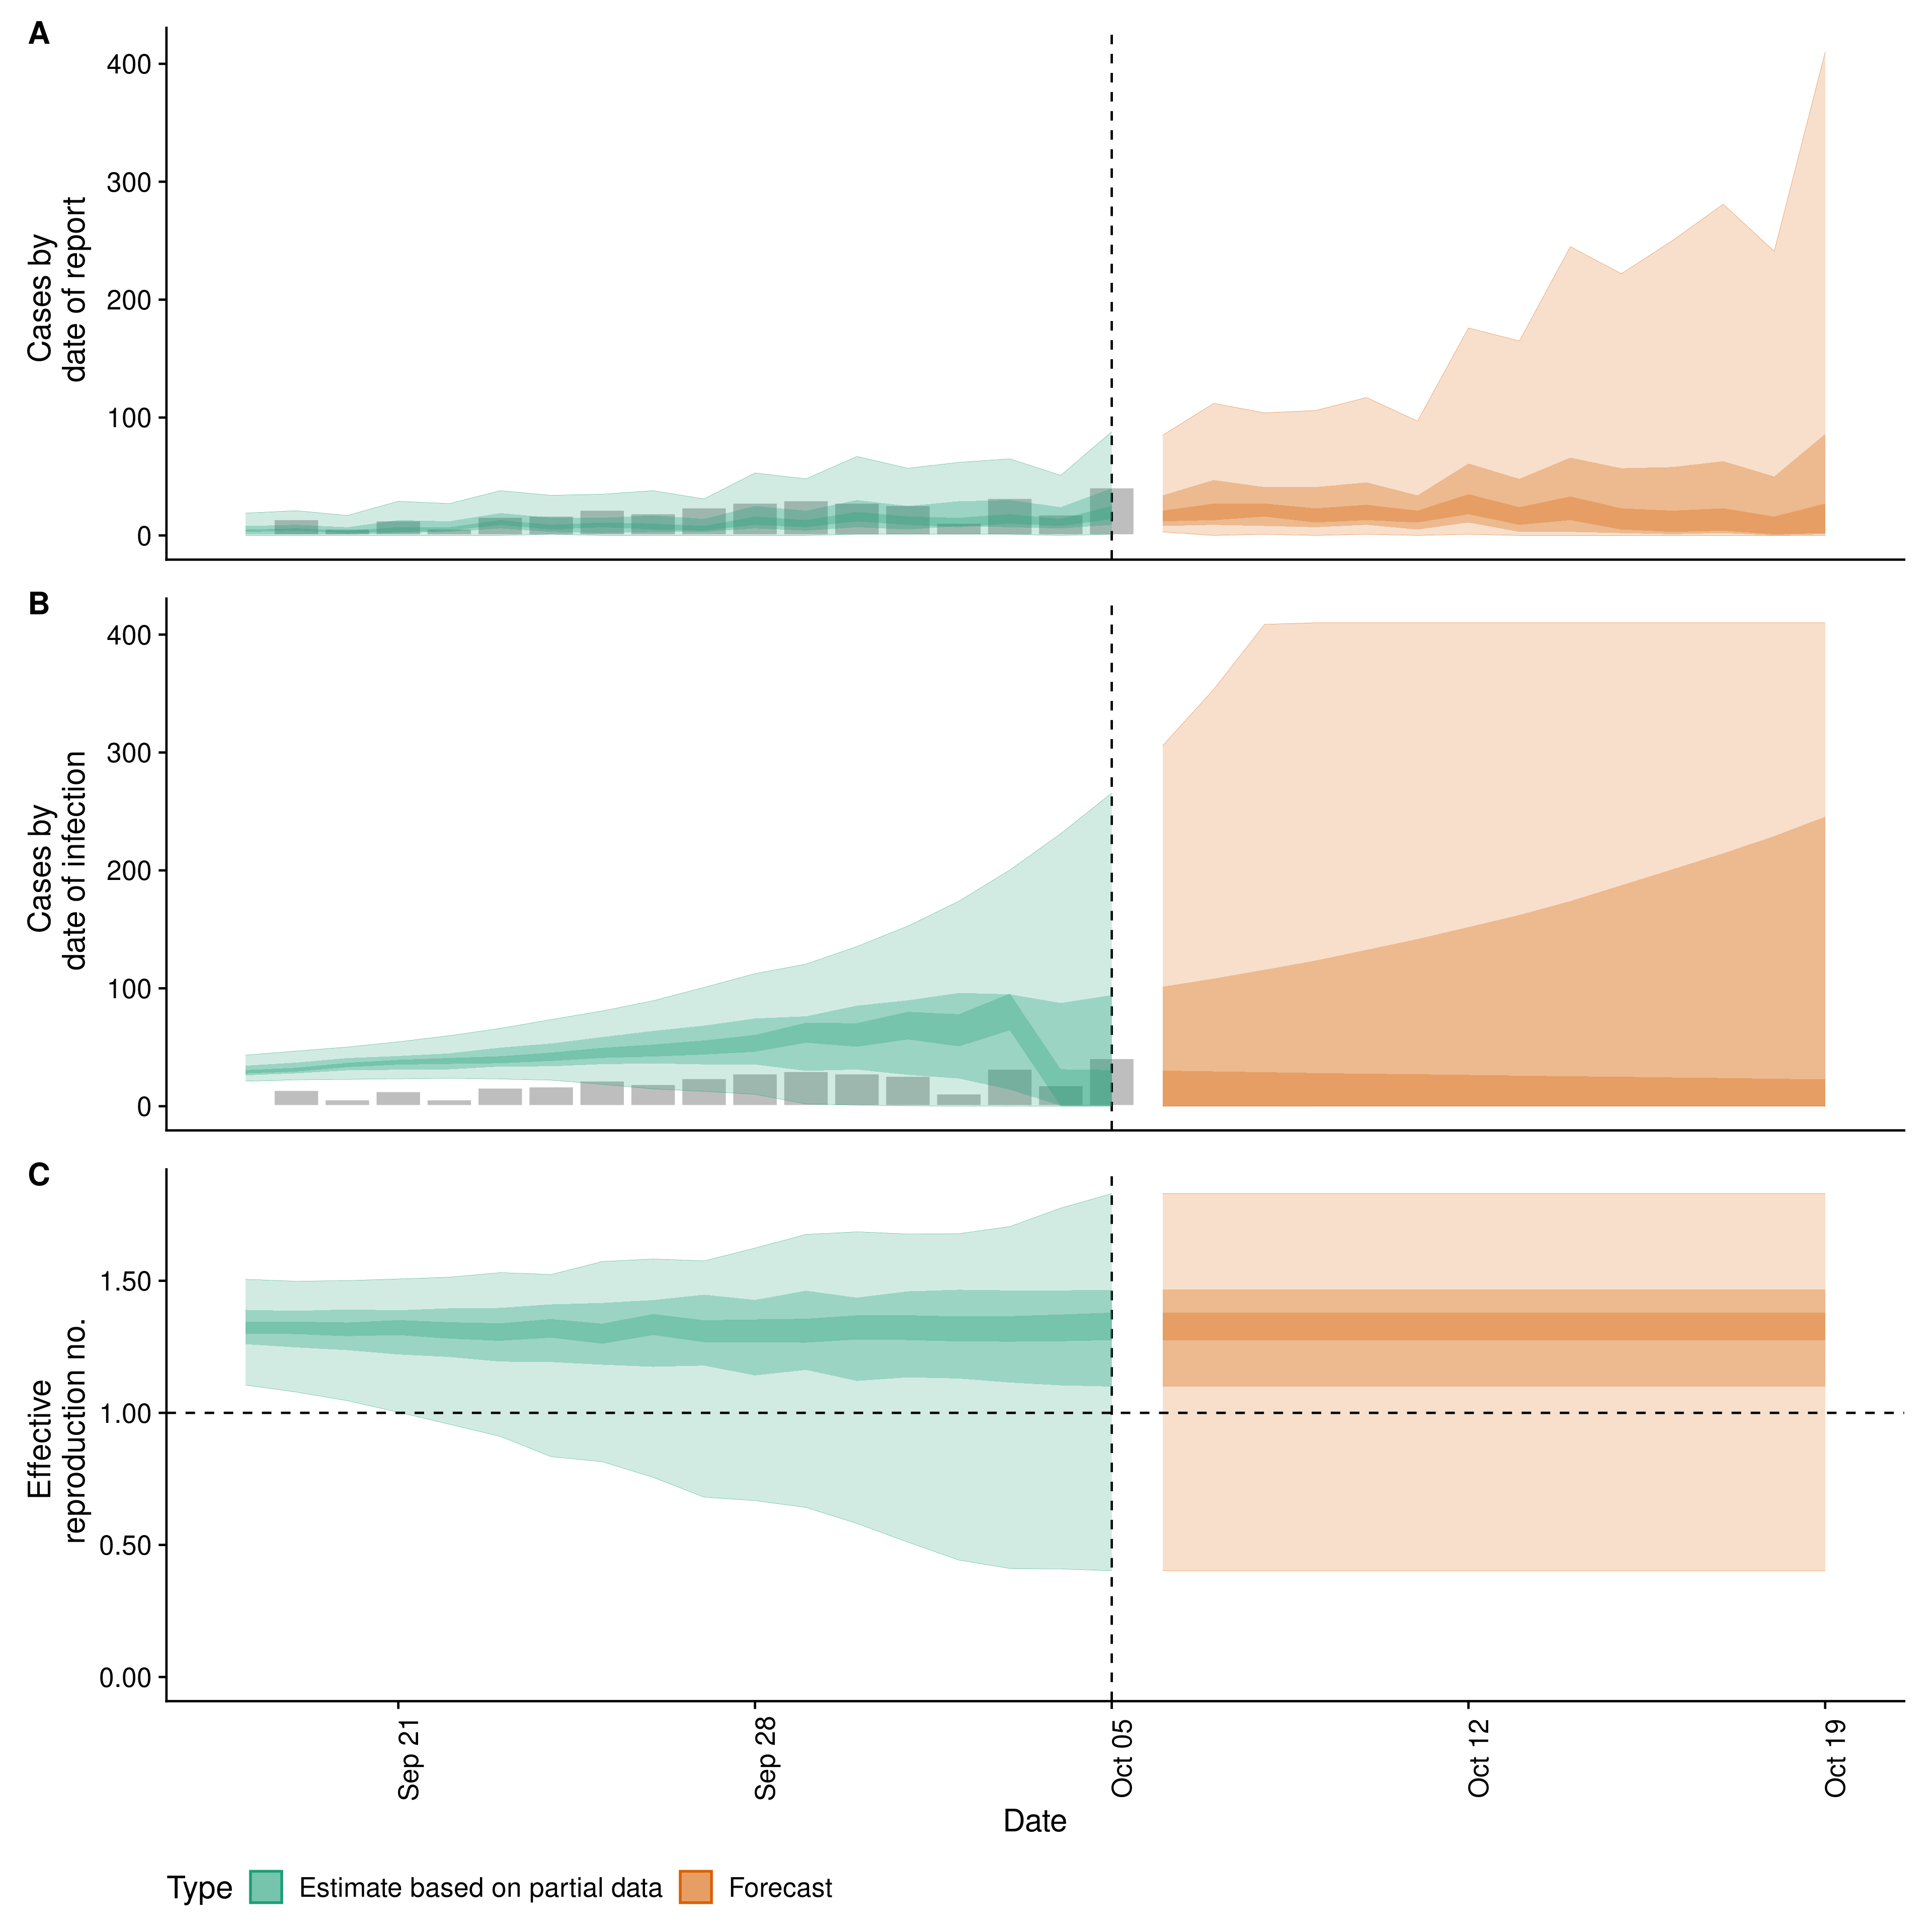 A
Cases by
date of report
400
300
200
100
0
B
Cases by
date of infection
400
300
200
100
0
C
Effective
reproduction no.
1.50
1.00
0.50
0.00
Sep 21
Sep 28
Oct 05
Oct 12
Oct 19
Date
Type
Estimate based on partial data
Forecast